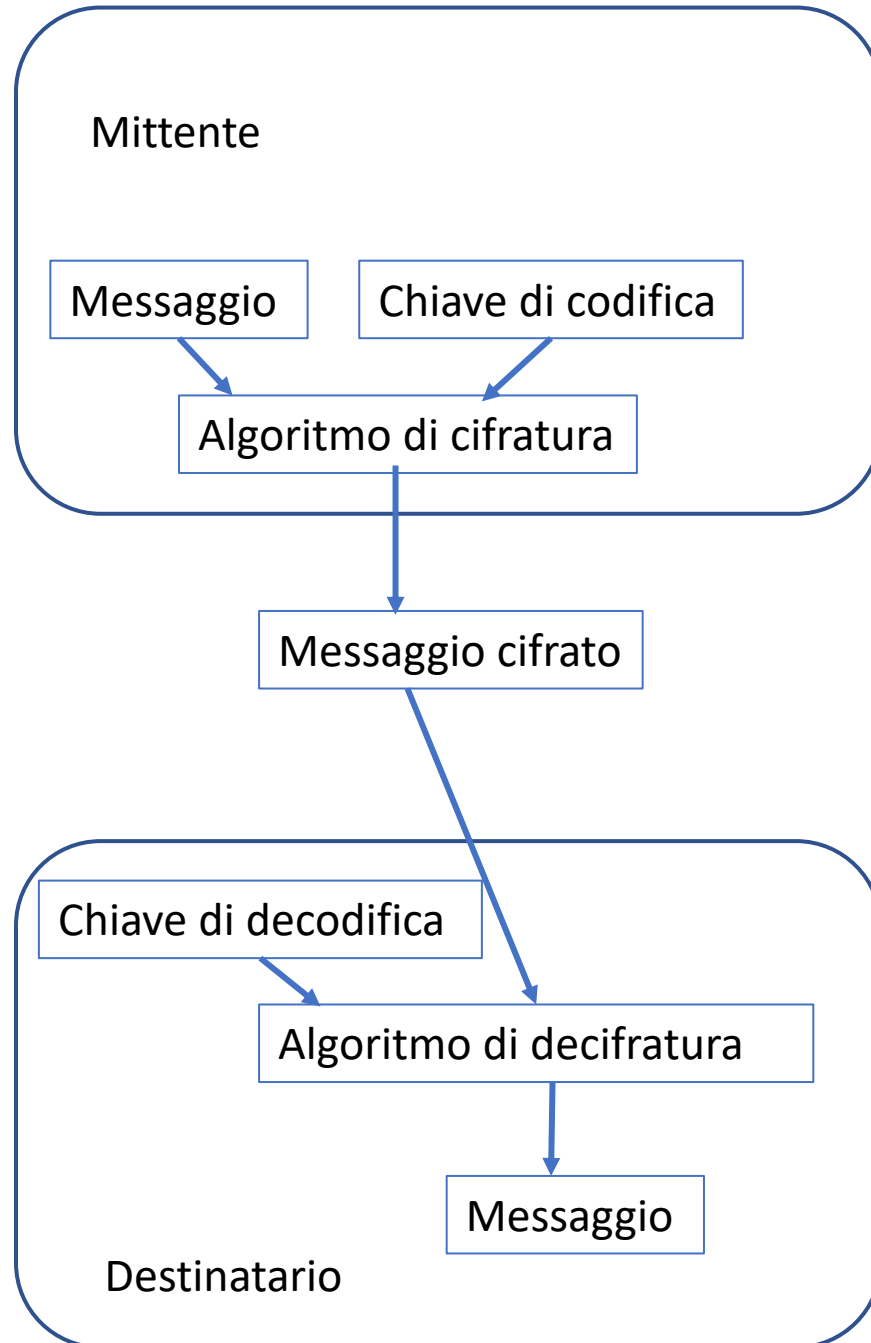 Mittente
Messaggio
Chiave di codifica
Algoritmo di cifratura
Messaggio cifrato
Chiave di decodifica
Algoritmo di decifratura
Messaggio
Destinatario